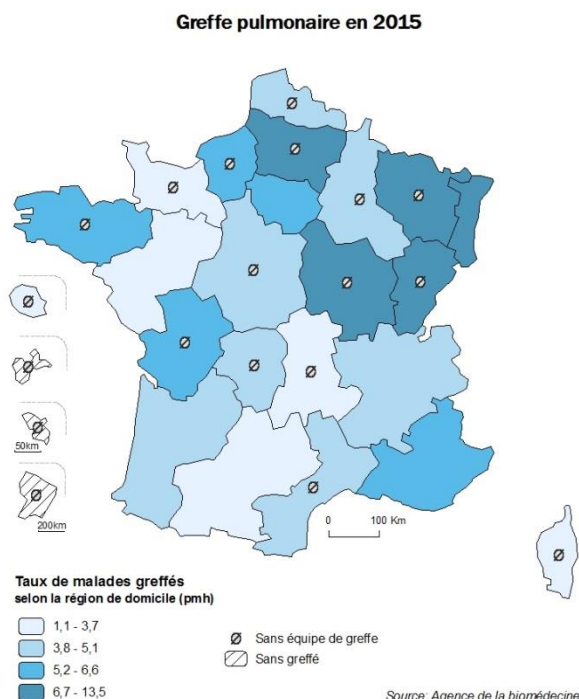 Greffe pulmonaire en 2015
50km
200km
0 100 Km
Taux de malades greffés
selon la région de domicile (pmh)
1,1 - 3,7
3,8 - 5,1
5,2 - 6,6
6,7 - 13,5
Sans équipe de greffe
Sans greffé
Source: Agence de la biomédecine